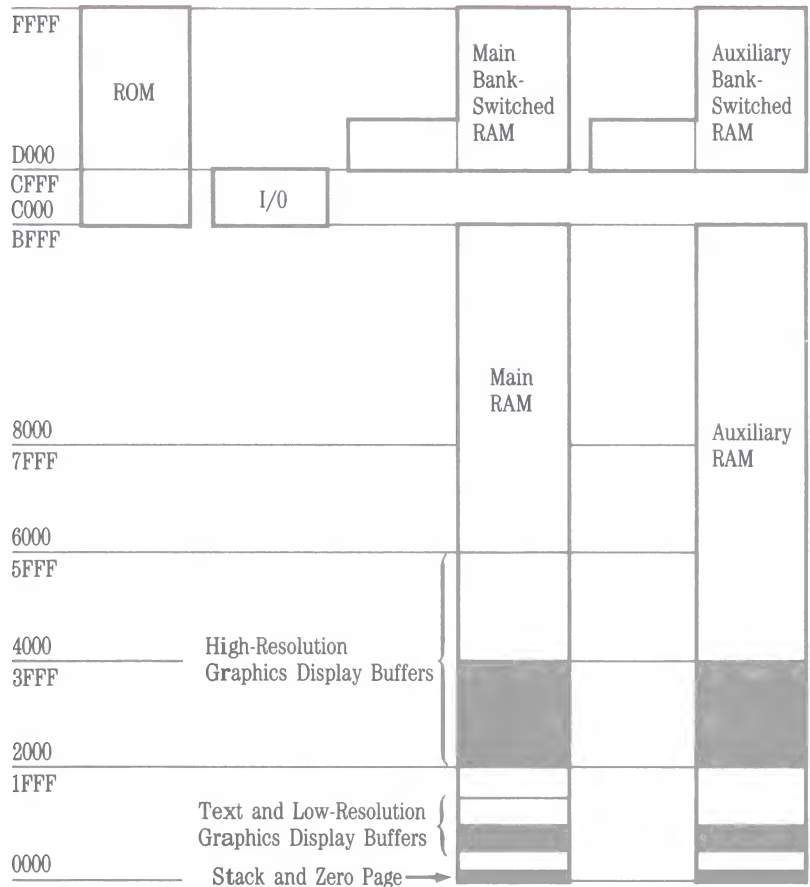 FFFF
ROM
Main
Bank-
Switched
RAM
Auxiliary
Bank-
Switched
RAM
D000
CFFF
C000
I/0
BFFF
Main
RAM
8000
7FFF
Auxiliary
RAM
6000
5FFF
4000
3FFF
High-Resolution
Graphics Display Buffers
2000
1FFF
Text and Low-Resolution
Graphics Display Buffers
0000
Stack and Zero Page